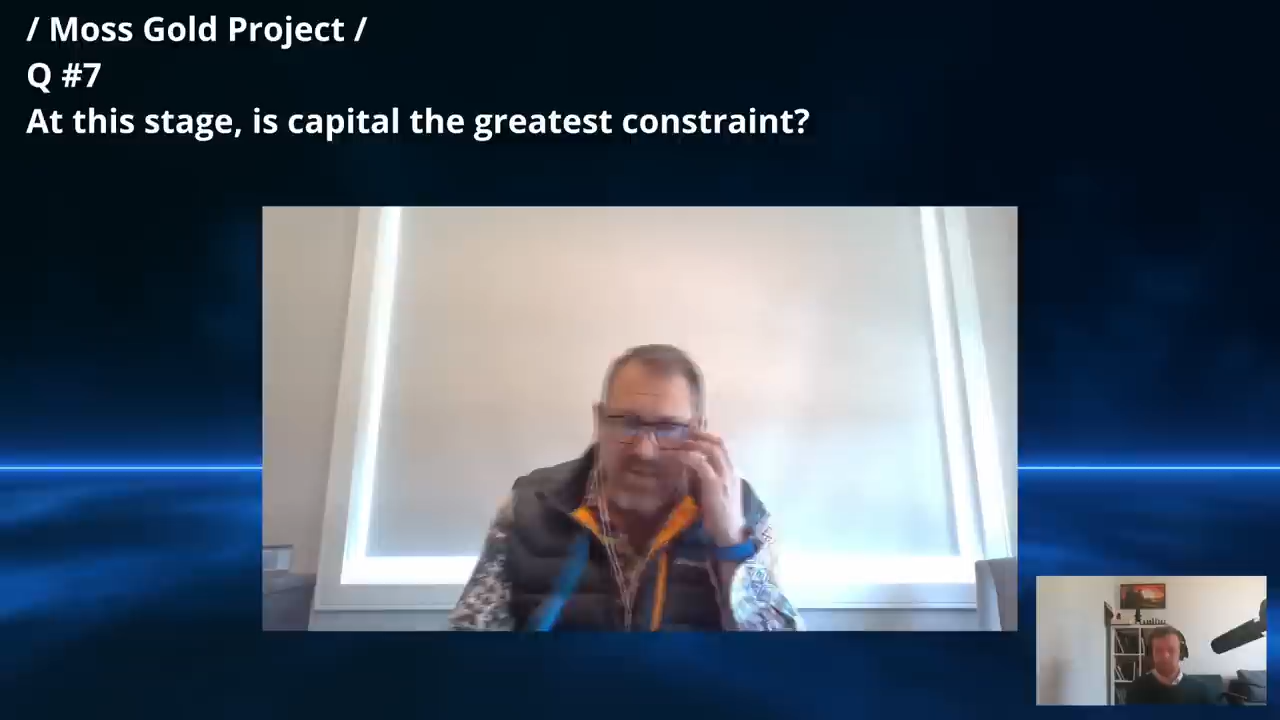 / Moss Gold Project /
Q #7
At this stage, is capital the greatest constraint?